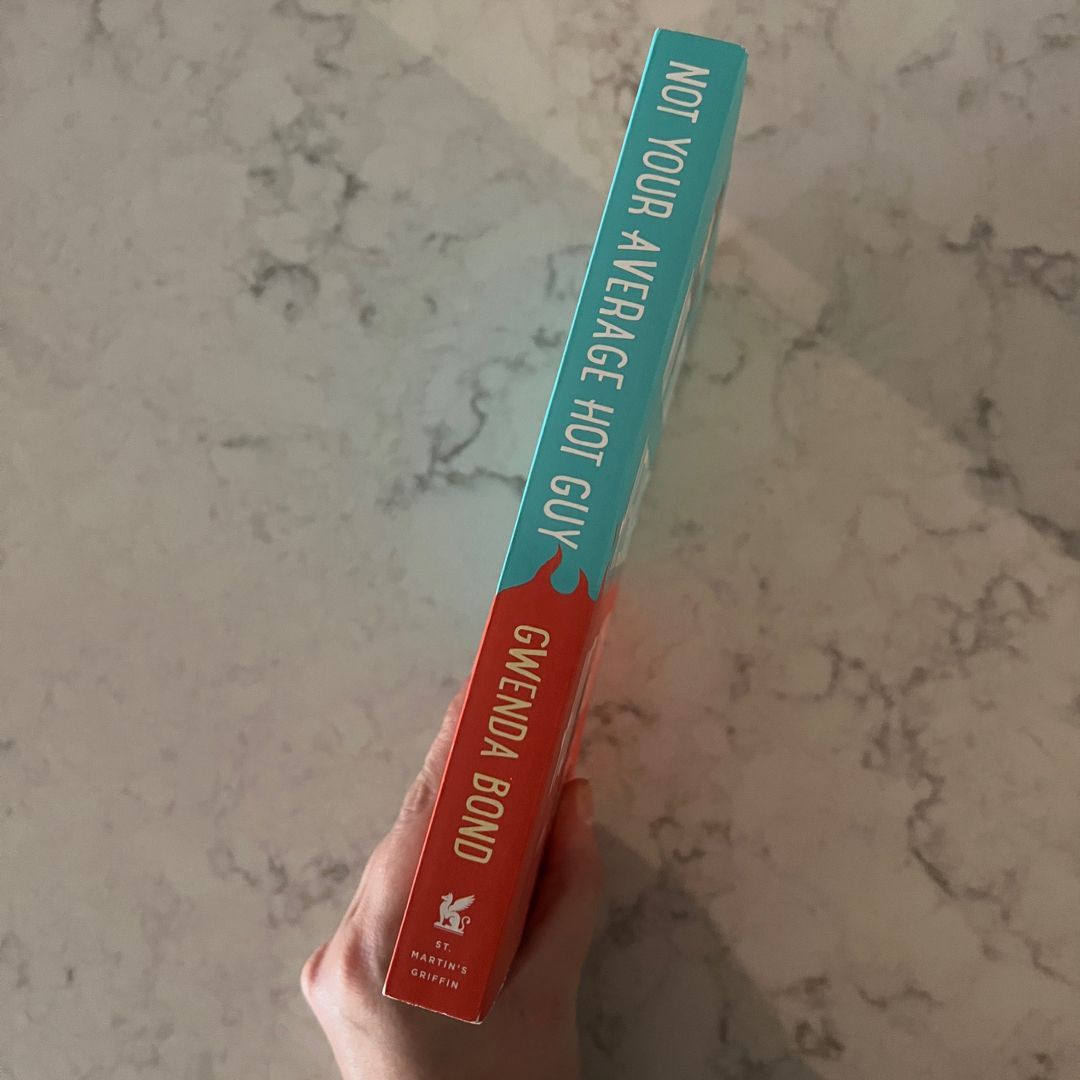 NOT YOUR AVERAGE HOT GUY
GWENDA BOND
ST.
MARTIN'S
GRIFFIN